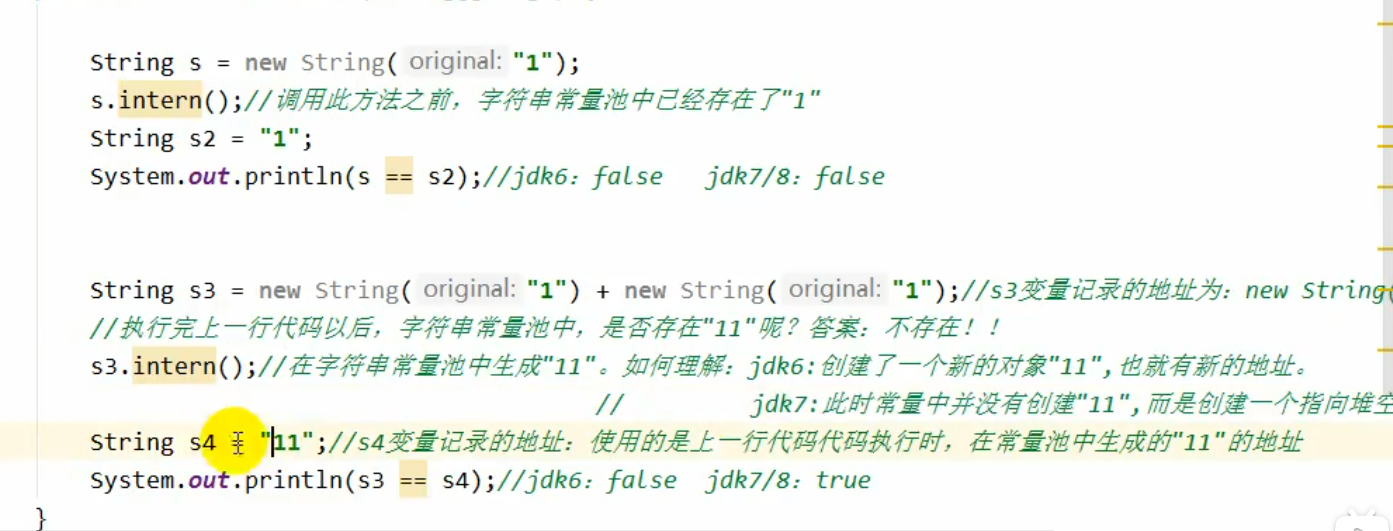 String s = new String( original: "1");
s.intern();//调用此方法之前，字符串常量池中已经存在了"1"
String s2 = "1";
System.out.println(s == s2);//jdk6：false   jdk7/8：false
String s3 = new String( original: "1") + new String( original: "1");//s3变量记录的地址为：new String(
//执行完上一行代码以后，字符串常量池中，是否存在"11"呢？答案：不存在！！
s3.intern();//在字符串常量池中生成"11"。如何理解：jdk6:创建了一个新的对象"11",也就有新的地址。
//         jdk7:此时常量中并没有创建"11",而是创建一个指向堆空
String s4 = "11";//s4变量记录的地址：使用的是上一行代码代码执行时，在常量池中生成的"11"的地址
System.out.println(s3 == s4);//jdk6：false  jdk7/8：true
}